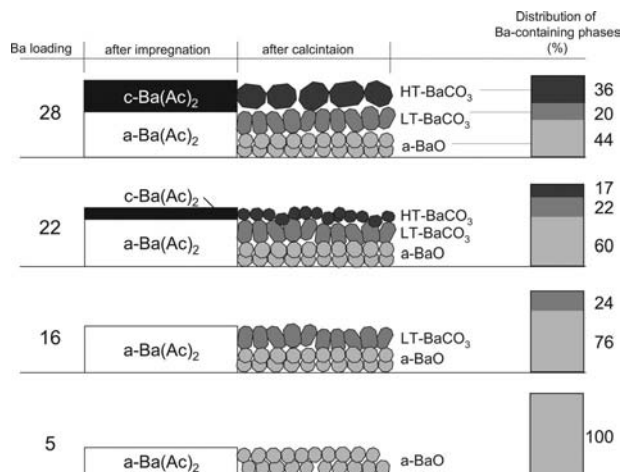 Distribution of
Ba-containing phases
(%)
Ba loading after impregnation after calcintaion
28
c-Ba(Ac)₂
a-Ba(Ac)₂
HT-BaCO₃
LT-BaCO₃
a-BaO
36
20
44
22
c-Ba(Ac)₂
a-Ba(Ac)₂
HT-BaCO₃
LT-BaCO₃
a-BaO
17
22
60
16
a-Ba(Ac)₂
LT-BaCO₃
a-BaO
24
76
5
a-Ba(Ac)₂
a-BaO
100